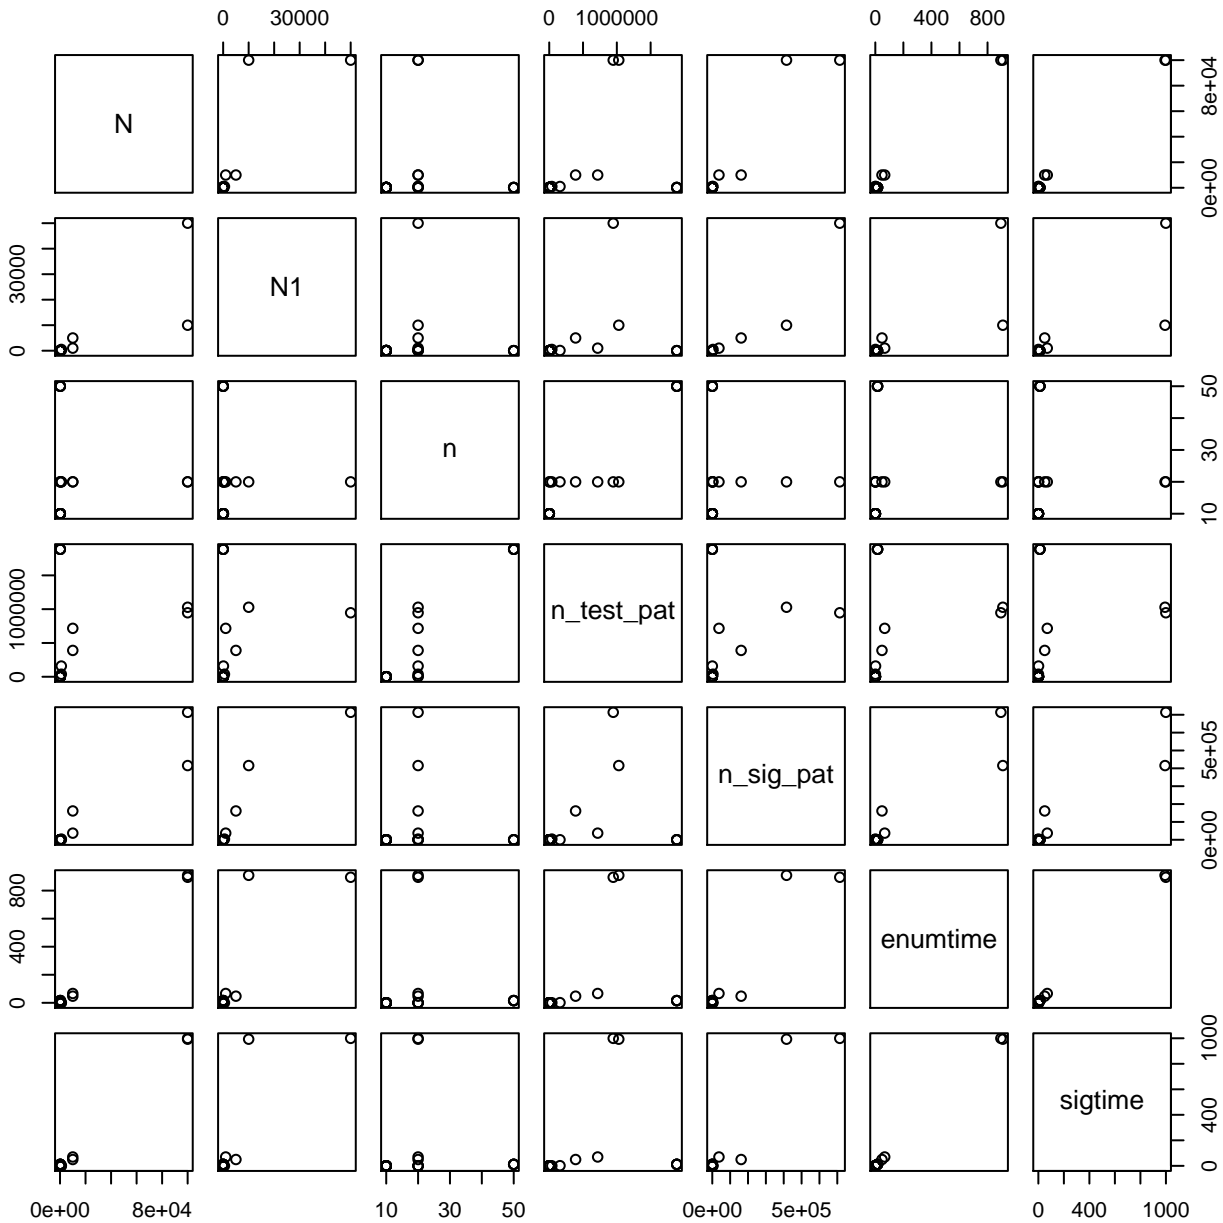 0 30000 0 1000000 0 400 800
N 0e+00 8e+04
0 30000 N1
n 10 30 50
0 1000000 n_test_pat
n_sig_pat 0e+00 5e+05
0 400 800 enumtime
sigtime 0 400 1000
0e+00 8e+04 10 30 50 0e+00 5e+05 0 400 1000